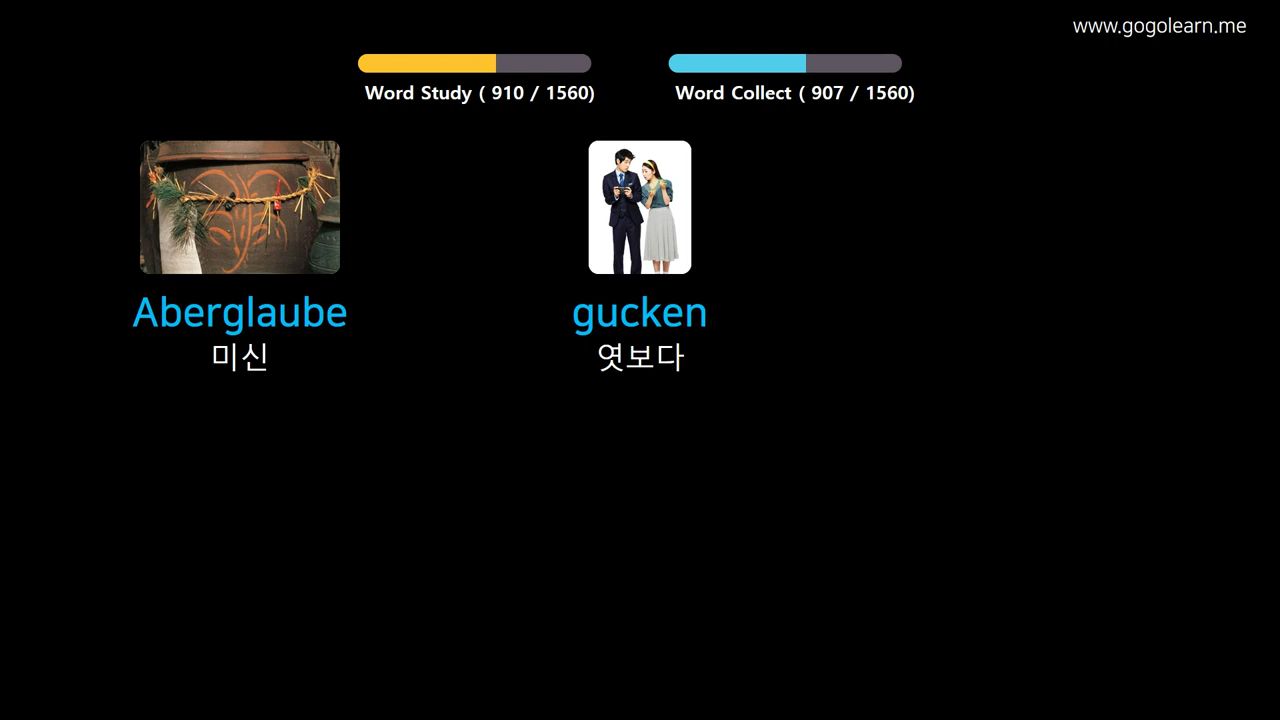 www.gogolearn.me
Word Study ( 910 / 1560)
Word Collect ( 907 / 1560)
Aberglaube
미신
gucken
엿보다